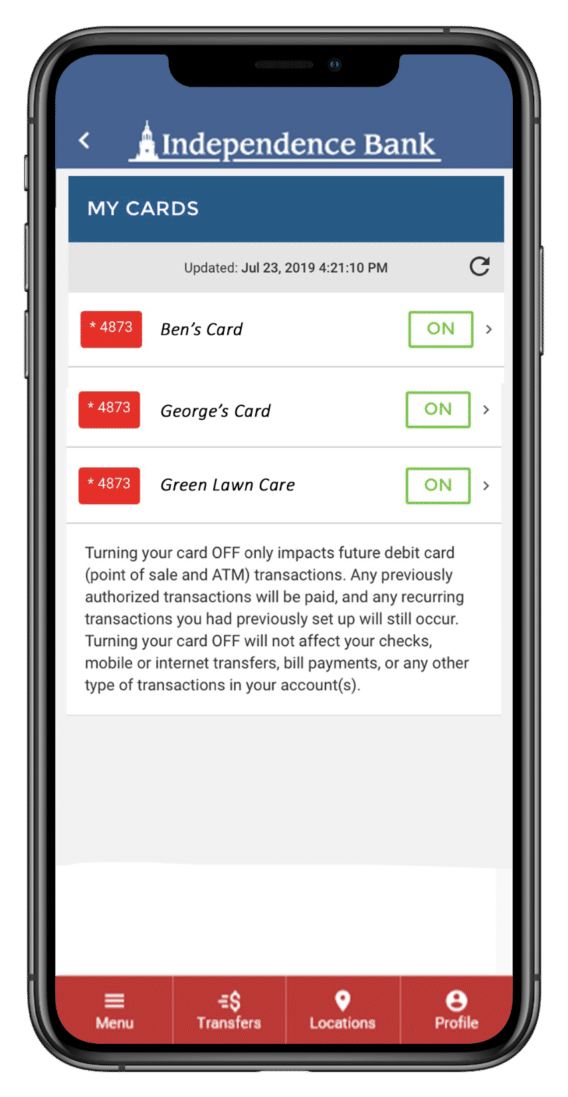 Independence Bank
MY CARDS
Updated: Jul 23, 2019 4:21:10 PM
* 4873 Ben's Card ON
* 4873 George's Card ON
* 4873 Green Lawn Care ON
Turning your card OFF only impacts future debit card
(point of sale and ATM) transactions. Any previously
authorized transactions will be paid, and any recurring
transactions you had previously set up will still occur.
Turning your card OFF will not affect your checks,
mobile or internet transfers, bill payments, or any other
type of transactions in your account(s).
Menu Transfers Locations Profile